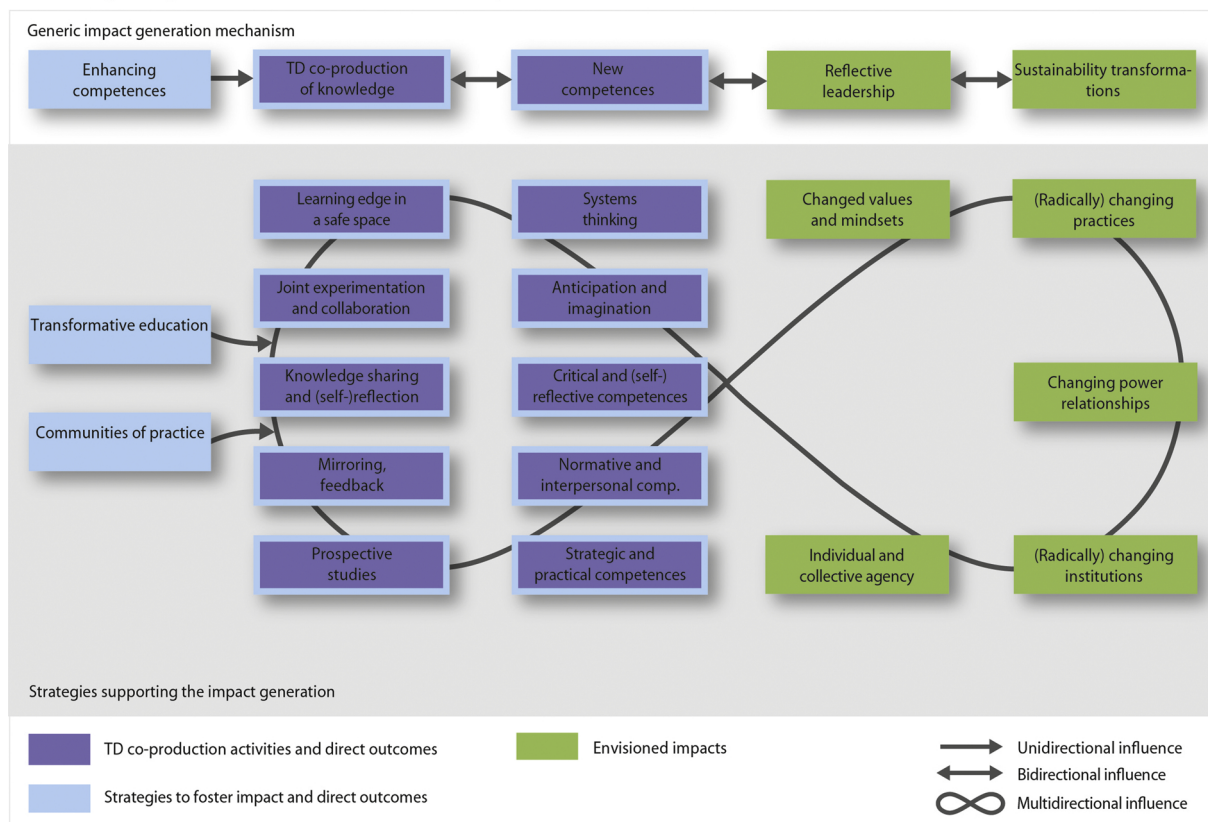 Generic impact generation mechanism
Enhancing
competences
TD co-production
of knowledge
New
competences
Reflective
leadership
Sustainability transforma-
tions
Learning edge in
a safe space
Systems
thinking
Changed values
and mindsets
(Radically) changing
practices
Joint experimentation
and collaboration
Anticipation and
imagination
Transformative education
Knowledge sharing
and (self-)reflection
Critical and (self-)
reflective competences
Changing power
relationships
Communities of practice
Mirroring,
feedback
Normative and
interpersonal comp.
Prospective
studies
Strategic and
practical competences
Individual and
collective agency
(Radically) changing
institutions
Strategies supporting the impact generation
TD co-production activities and direct outcomes
Envisioned impacts
Unidirectional influence
Bidirectional influence
Strategies to foster impact and direct outcomes
Multidirectional influence